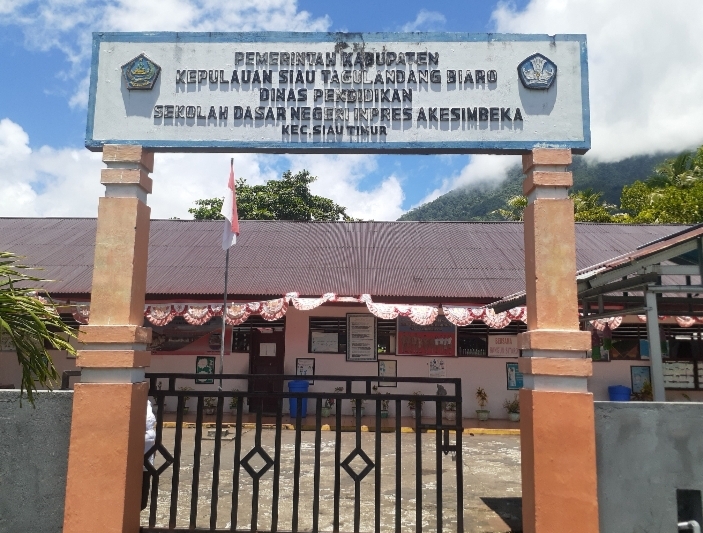 PEMERINTAH KABUPATEN
KEPULAUAN SIAU TAGULANDANG BIARO
DINAS PENDIDIKAN
SEKOLAH DASAR NEGERI INPRES AKESIMBEKA
KEC. SIAU TIMUR